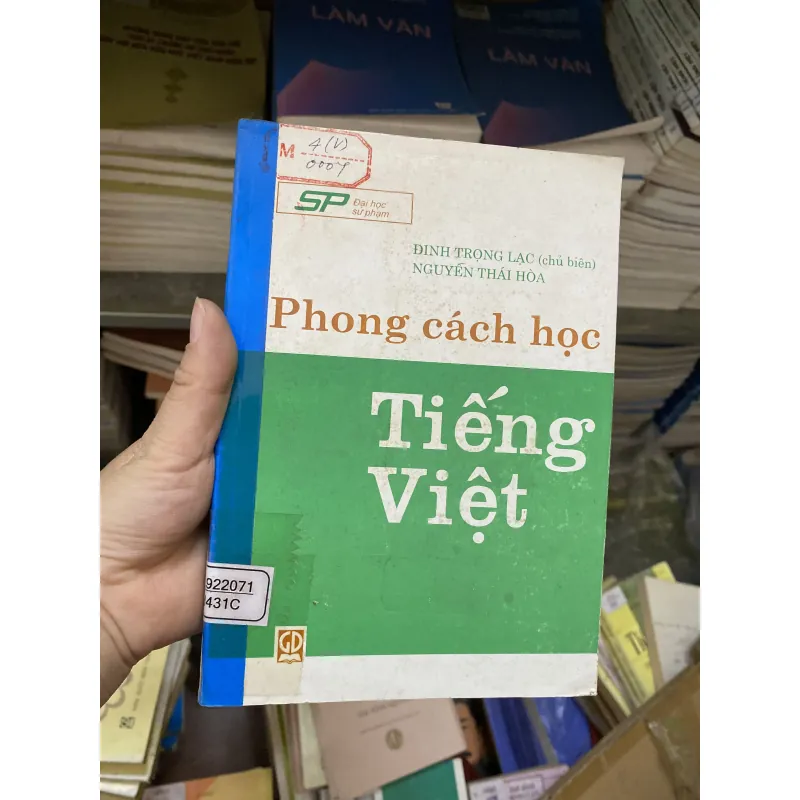 LÀM VĂN
LÀM VĂN
M 4 (V)
0007
SP Đại học
sư phạm
ĐINH TRỌNG LẠC (chủ biên)
NGUYỄN THÁI HÒA
Phong cách học
Tiếng
Việt
922071
431C
GD